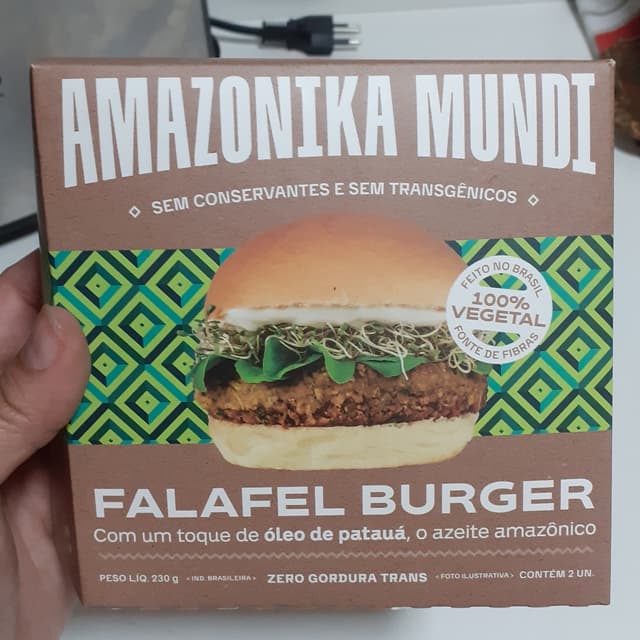 AMAZONIKA MUNDI
SEM CONSERVANTES E SEM TRANSGÊNICOS
FEITO NO BRASIL
100%
VEGETAL
FONTE DE FIBRAS
FALAFEL BURGER
Com um toque de óleo de patauá, o azeite amazônico
PESO LÍQ. 230 g <IND. BRASILEIRA> ZERO GORDURA TRANS <FOTO ILUSTRATIVA> CONTÉM 2 UN.